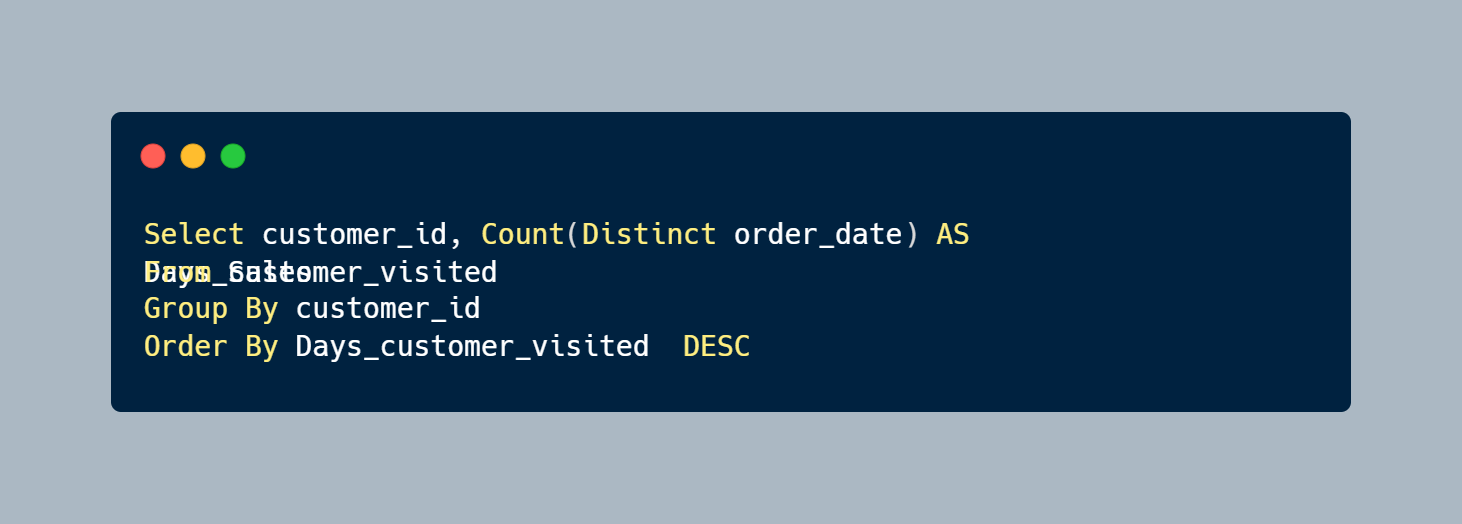 Select customer_id, Count(Distinct order_date) AS
Days_customer_visited
From Sales
Group By customer_id
Order By Days_customer_visited  DESC